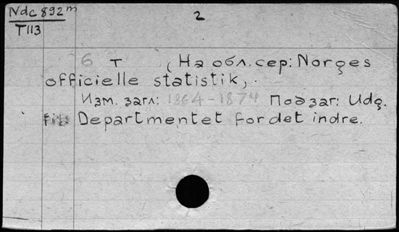 Ndc 892m
2
T113
6 T , (На обл. сер: Norges
officielle statistik,.
Изм. загл: 1864-1874 Подзаг: Udg.
Departmentet for det indre.